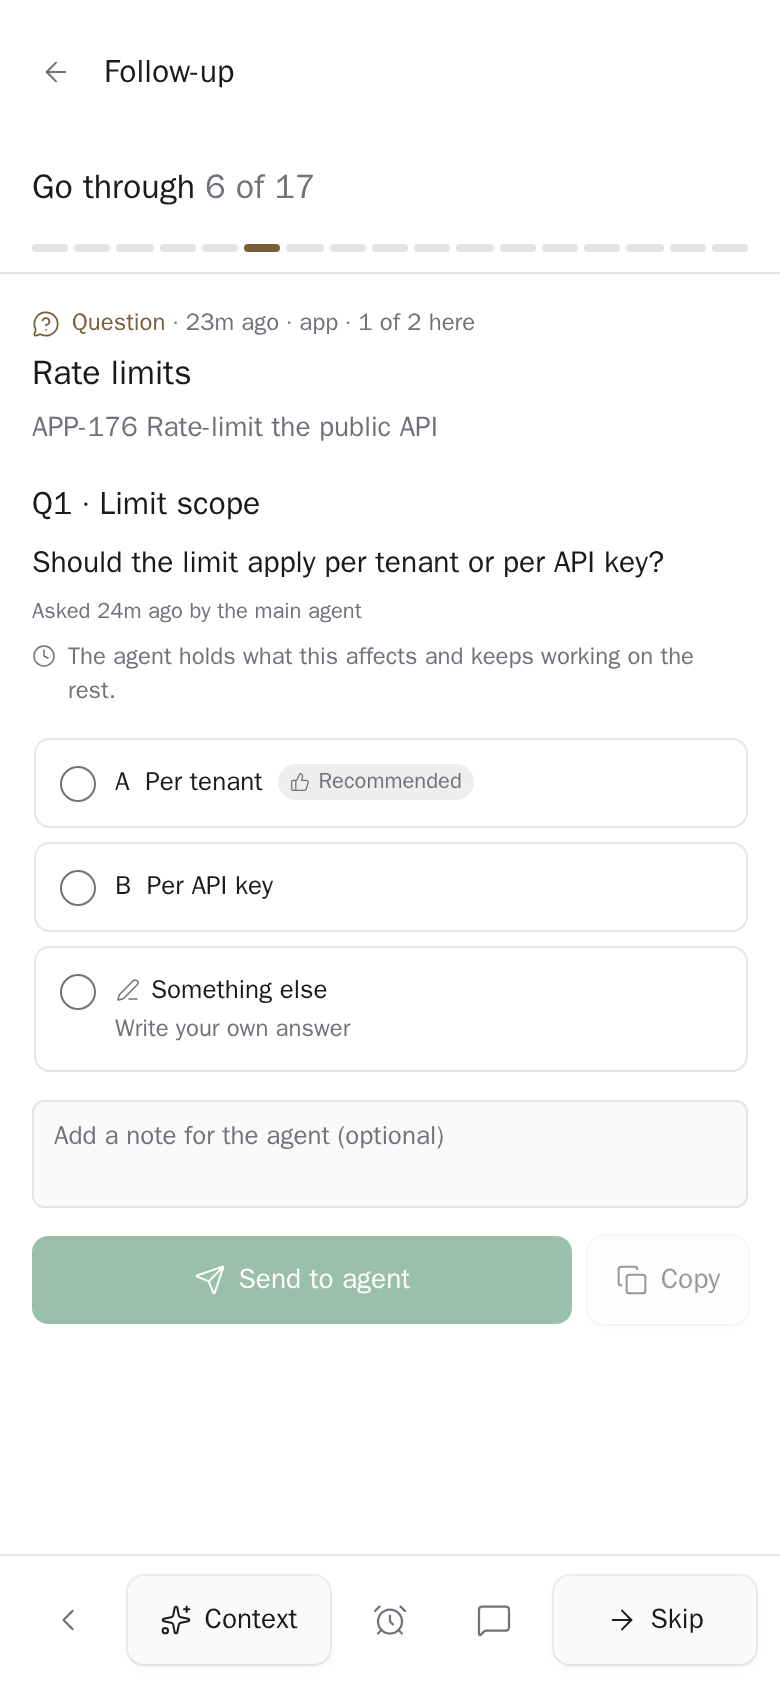 Follow-up
Go through 6 of 17
Question · 23m ago · app · 1 of 2 here
Rate limits
APP-176 Rate-limit the public API
Q1 · Limit scope
Should the limit apply per tenant or per API key?
Asked 24m ago by the main agent
The agent holds what this affects and keeps working on the
rest.
A Per tenant Recommended
B Per API key
Something else
Write your own answer
Add a note for the agent (optional)
Send to agent
Copy
Context
Skip